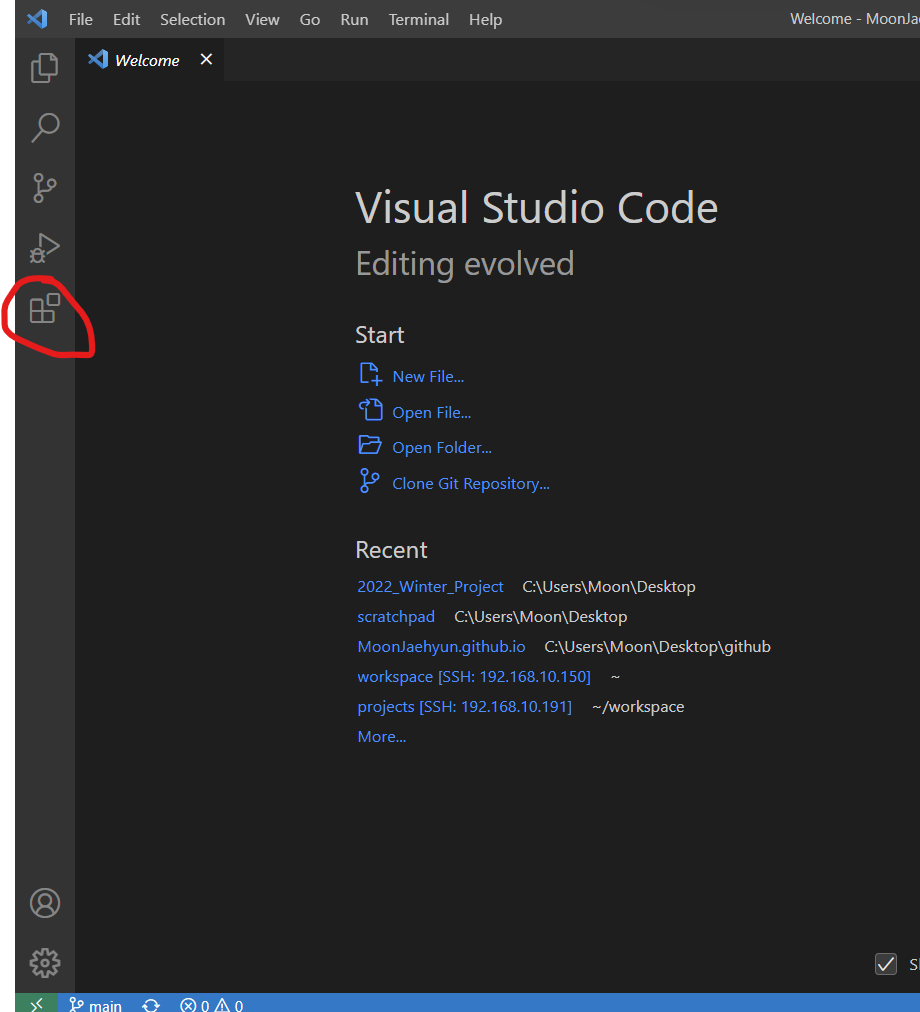 File Edit Selection View Go Run Terminal Help Welcome - MoonJa
Welcome
Visual Studio Code
Editing evolved
Start
New File...
Open File...
Open Folder...
Clone Git Repository...
Recent
2022_Winter_Project C:\Users\Moon\Desktop
scratchpad C:\Users\Moon\Desktop
MoonJaehyun.github.io C:\Users\Moon\Desktop\github
workspace [SSH: 192.168.10.150] ~
projects [SSH: 192.168.10.191] ~/workspace
More...
main 0 0